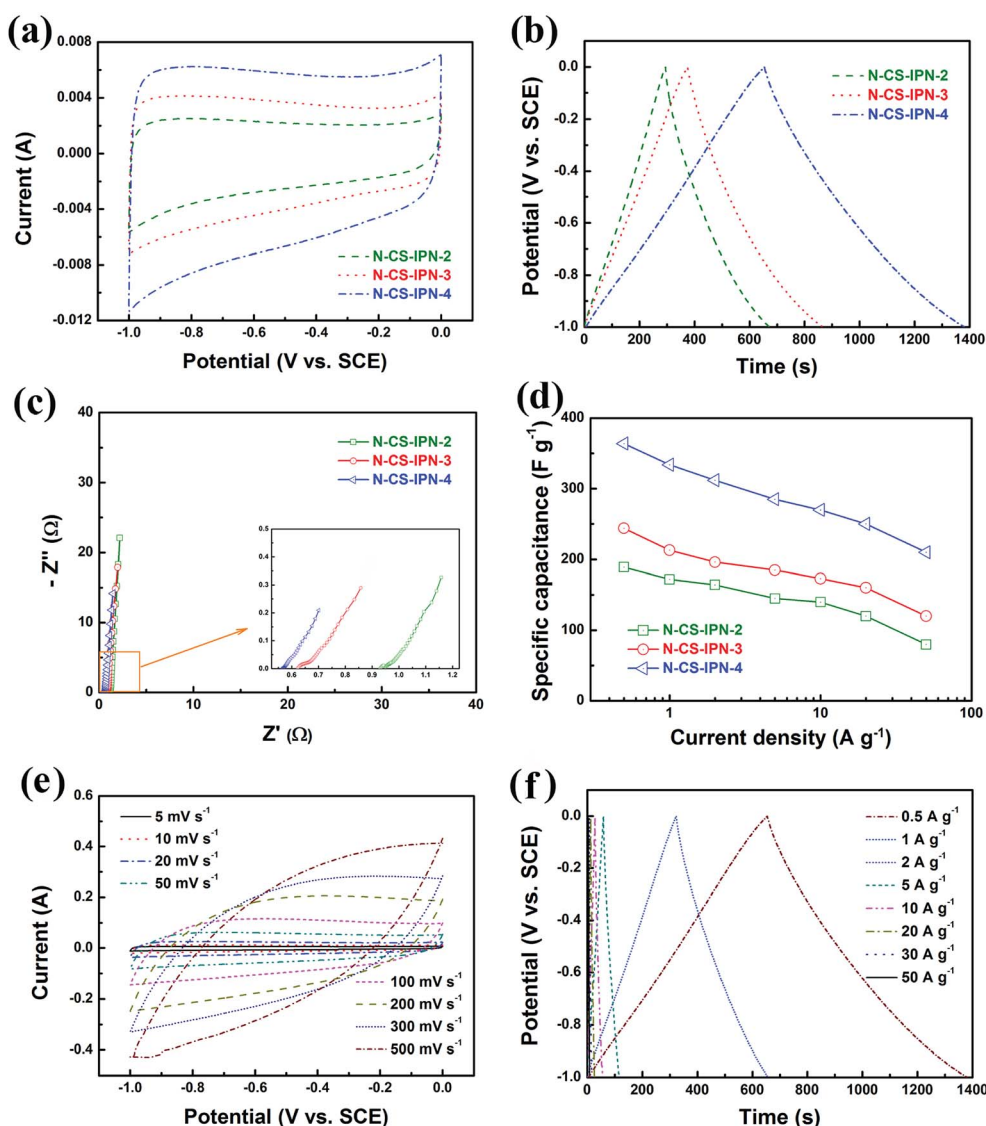 (a)
0.008
0.004
0.000
-0.004
-0.008
-0.012
Current (A)
N-CS-IPN-2
N-CS-IPN-3
N-CS-IPN-4
-1.0 -0.8 -0.6 -0.4 -0.2 0.0
Potential (V vs. SCE)
(b)
0.0
-0.2
-0.4
-0.6
-0.8
-1.0
Potential (V vs. SCE)
N-CS-IPN-2
N-CS-IPN-3
N-CS-IPN-4
0 200 400 600 800 1000 1200 1400
Time (s)
(c)
40
30
20
10
0
- Z'' (Ω)
N-CS-IPN-2
N-CS-IPN-3
N-CS-IPN-4
0.5
0.4
0.3
0.2
0.1
0.0
0.5 0.6 0.7 0.8 0.9 1.0 1.1 1.2
0 10 20 30 40
Z' (Ω)
(d)
400
300
200
100
0
Specific capacitance (F g⁻¹)
N-CS-IPN-2
N-CS-IPN-3
N-CS-IPN-4
1 10 100
Current density (A g⁻¹)
(e)
0.6
0.4
0.2
0.0
-0.2
-0.4
Current (A)
5 mV s⁻¹
10 mV s⁻¹
20 mV s⁻¹
50 mV s⁻¹
100 mV s⁻¹
200 mV s⁻¹
300 mV s⁻¹
500 mV s⁻¹
-1.0 -0.8 -0.6 -0.4 -0.2 0.0
Potential (V vs. SCE)
(f)
0.0
-0.2
-0.4
-0.6
-0.8
-1.0
Potential (V vs. SCE)
0.5 A g⁻¹
1 A g⁻¹
2 A g⁻¹
5 A g⁻¹
10 A g⁻¹
20 A g⁻¹
30 A g⁻¹
50 A g⁻¹
0 200 400 600 800 1000 1200 1400
Time (s)